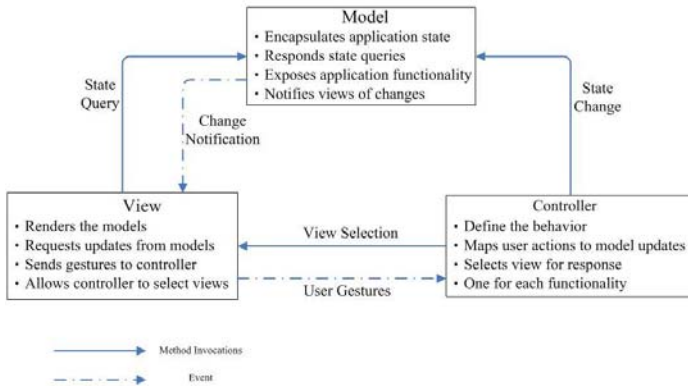 Model
• Encapsulates application state
• Responds state queries
• Exposes application functionality
• Notifies views of changes
State
Query
Change
Notification
State
Change
View
• Renders the models
• Requests updates from models
• Sends gestures to controller
• Allows controller to select views
View Selection
User Gestures
Controller
• Define the behavior
• Maps user actions to model updates
• Selects view for response
• One for each functionality
Method Invocations
Event